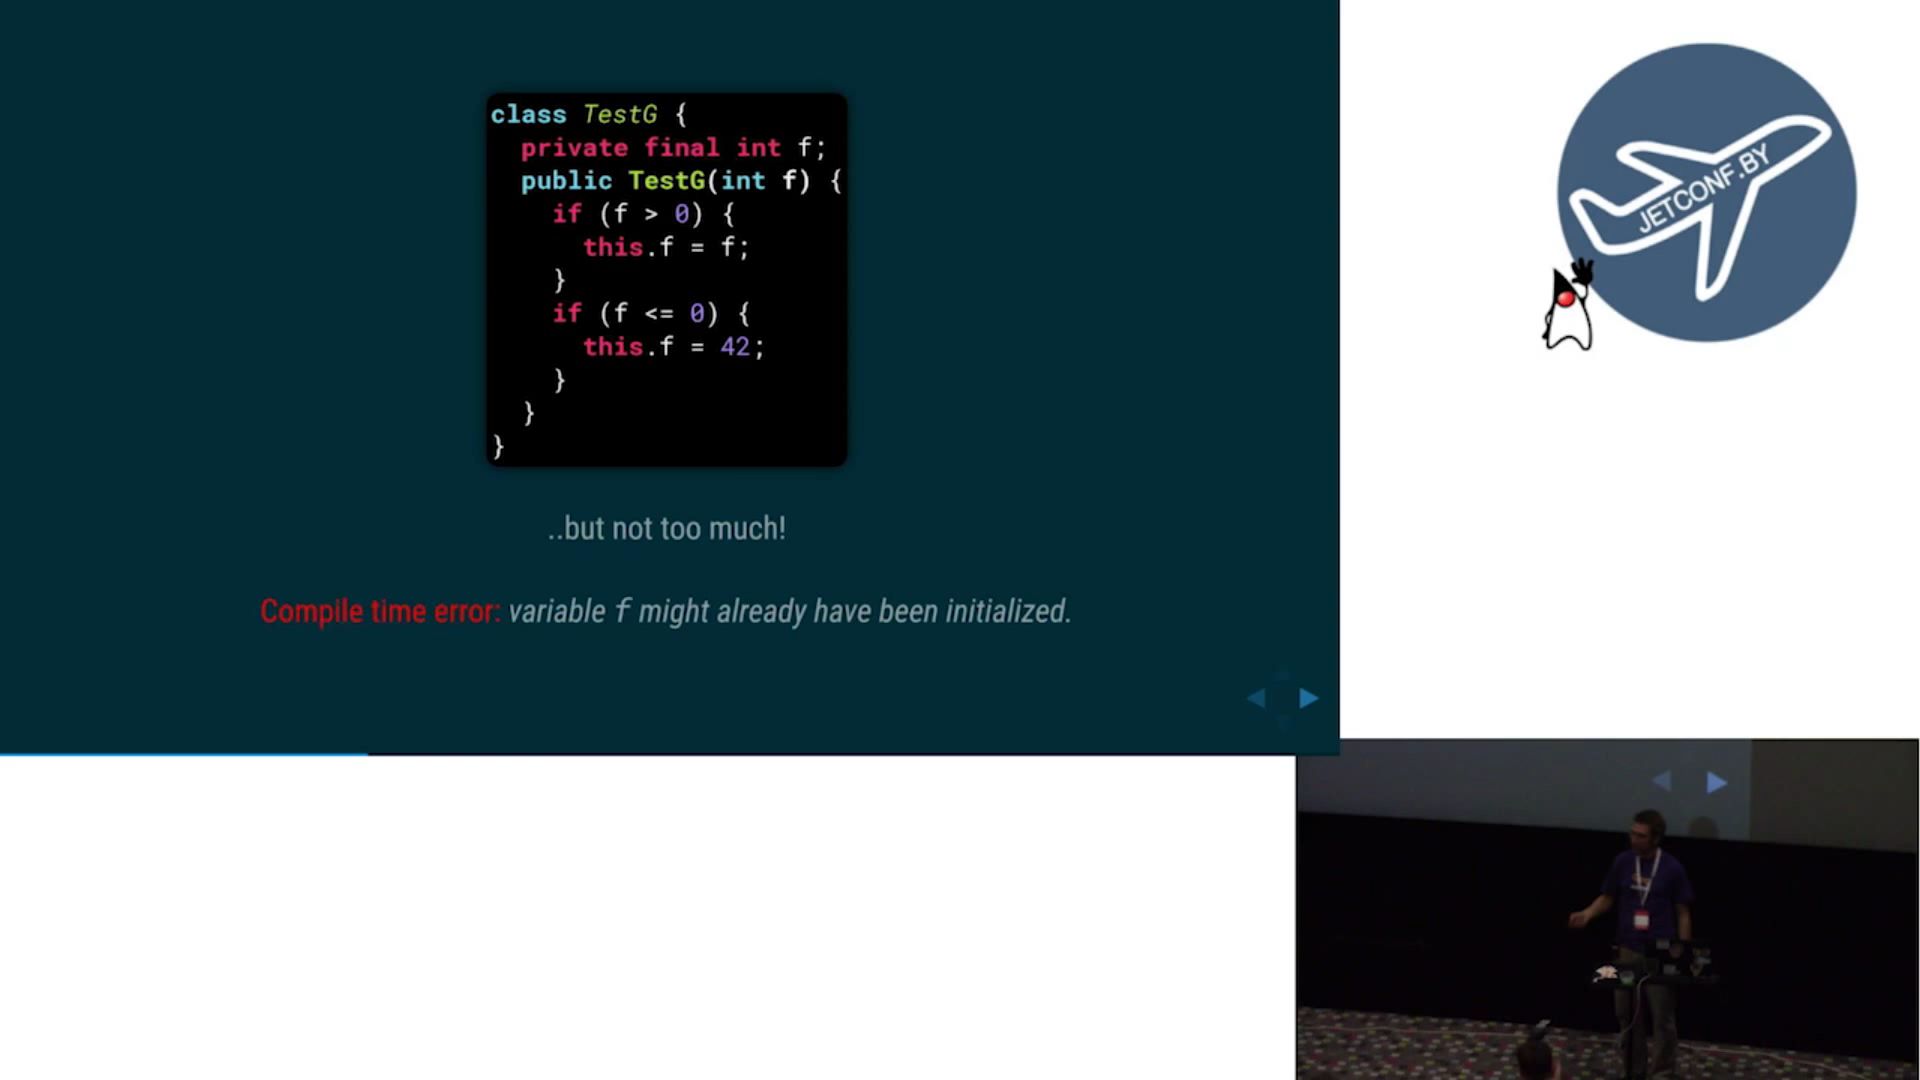 class TestG {
private final int f;
public TestG(int f) {
if (f > 0) {
this.f = f;
}
if (f <= 0) {
this.f = 42;
}
}
}
..but not too much!
Compile time error: variable f might already have been initialized.
JETCONF.BY